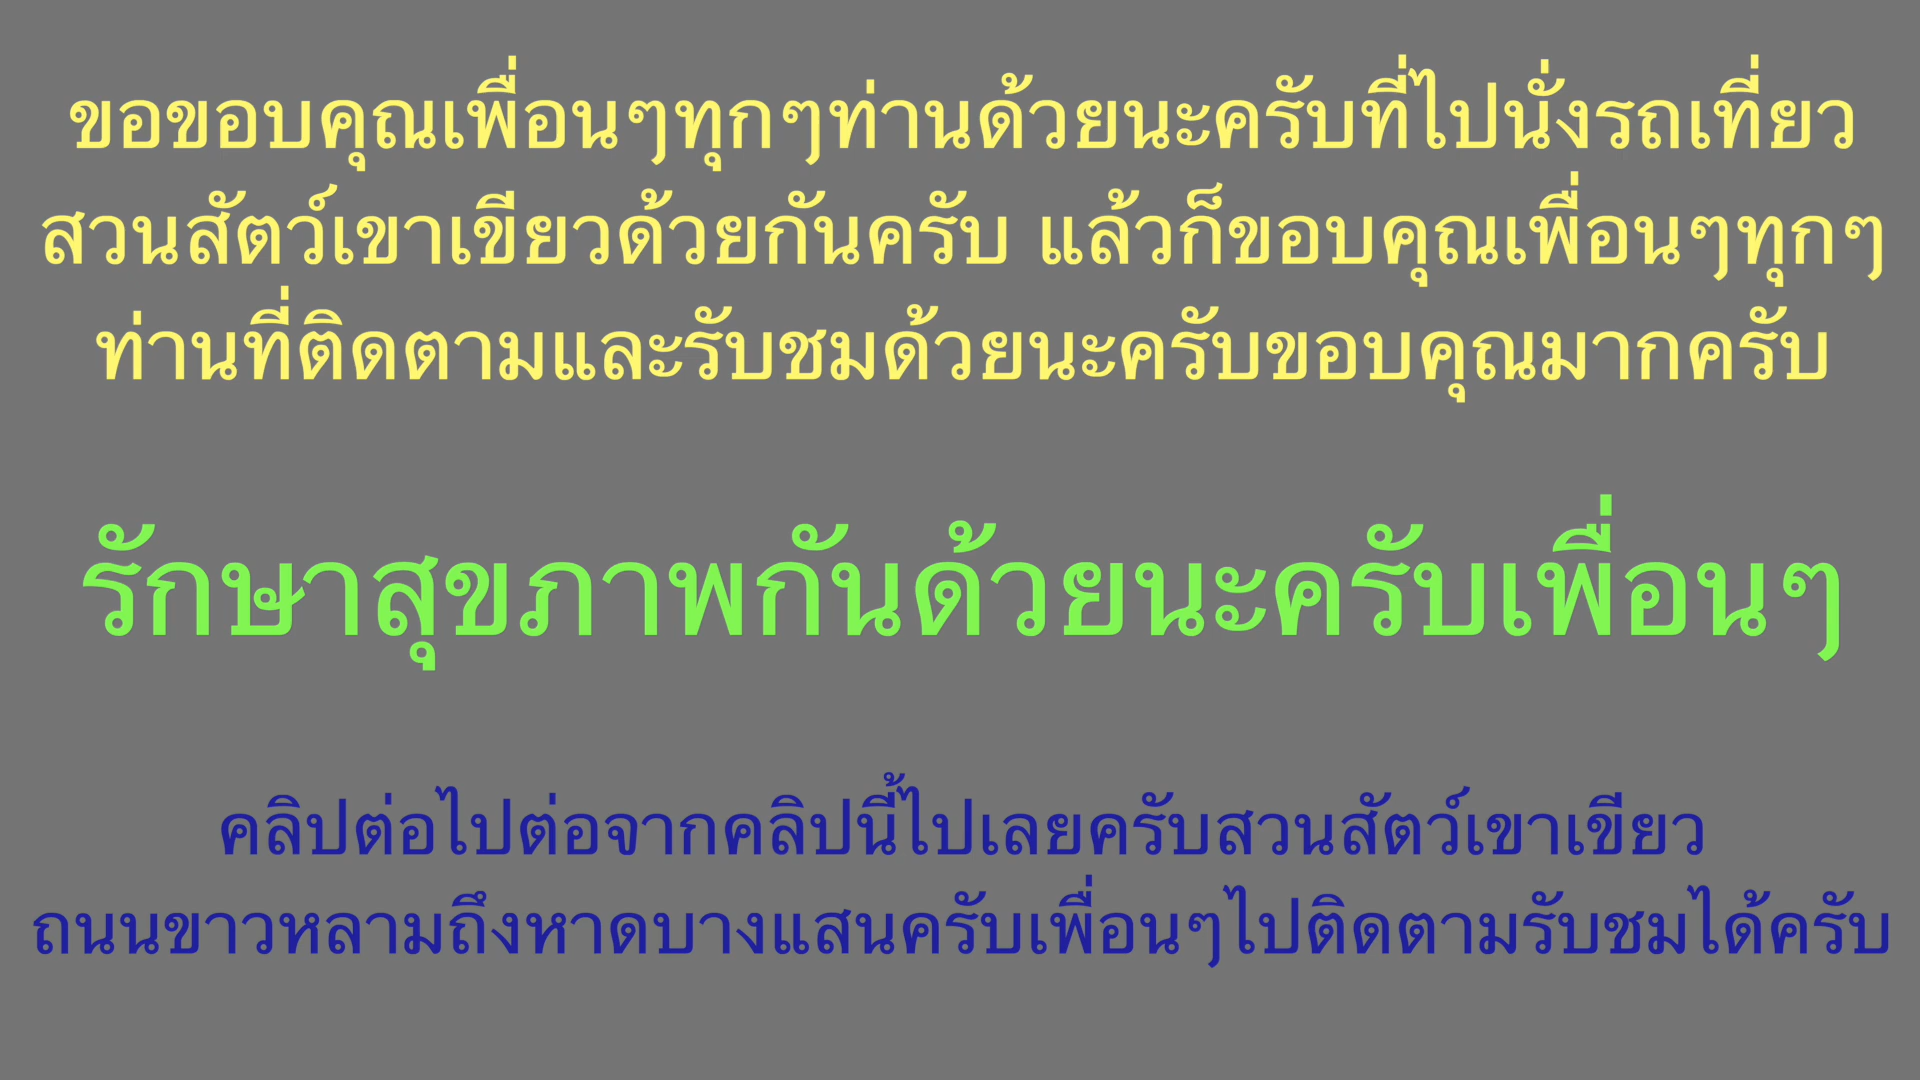 ขอขอบคุณเพื่อนๆทุกๆท่านด้วยนะครับที่ไปนั่งรถเที่ยว
สวนสัตว์เขาเขียวด้วยกันครับ แล้วก็ขอบคุณเพื่อนๆทุกๆ
ท่านที่ติดตามและรับชมด้วยนะครับขอบคุณมากครับ
รักษาสุขภาพกันด้วยนะครับเพื่อนๆ
คลิปต่อไปต่อจากคลิปนี้ไปเลยครับสวนสัตว์เขาเขียว
ถนนขาวหลามถึงหาดบางแสนครับเพื่อนๆไปติดตามรับชมได้ครับ